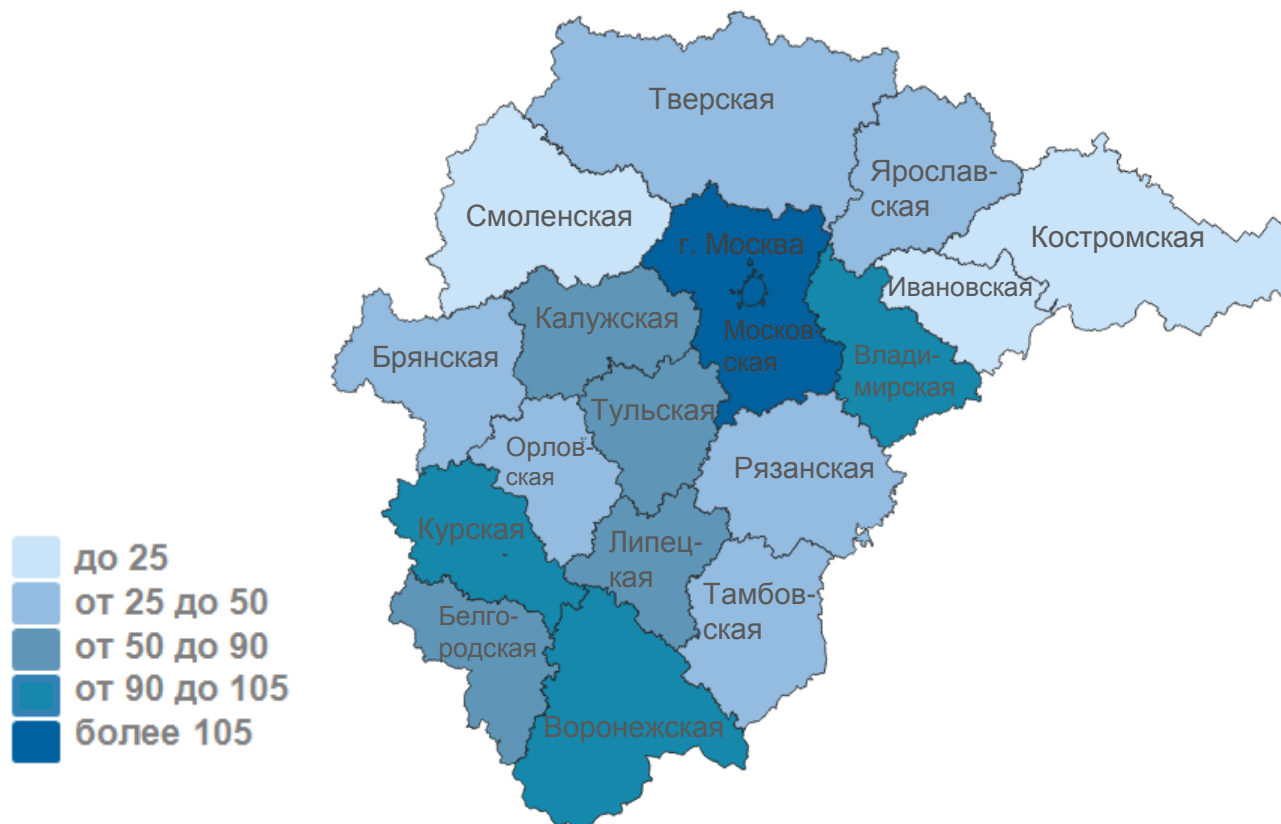 Тверская
Ярослав-
ская
Смоленская
Костромская
г. Москва
Ивановская
Калужская
Москов-
ская
Брянская
Влади-
мирская
Тульская
Орлов-
ская
Рязанская
Курская
Липец-
кая
Тамбов-
ская
Белго-
родская
Воронежская
до 25
от 25 до 50
от 50 до 90
от 90 до 105
более 105